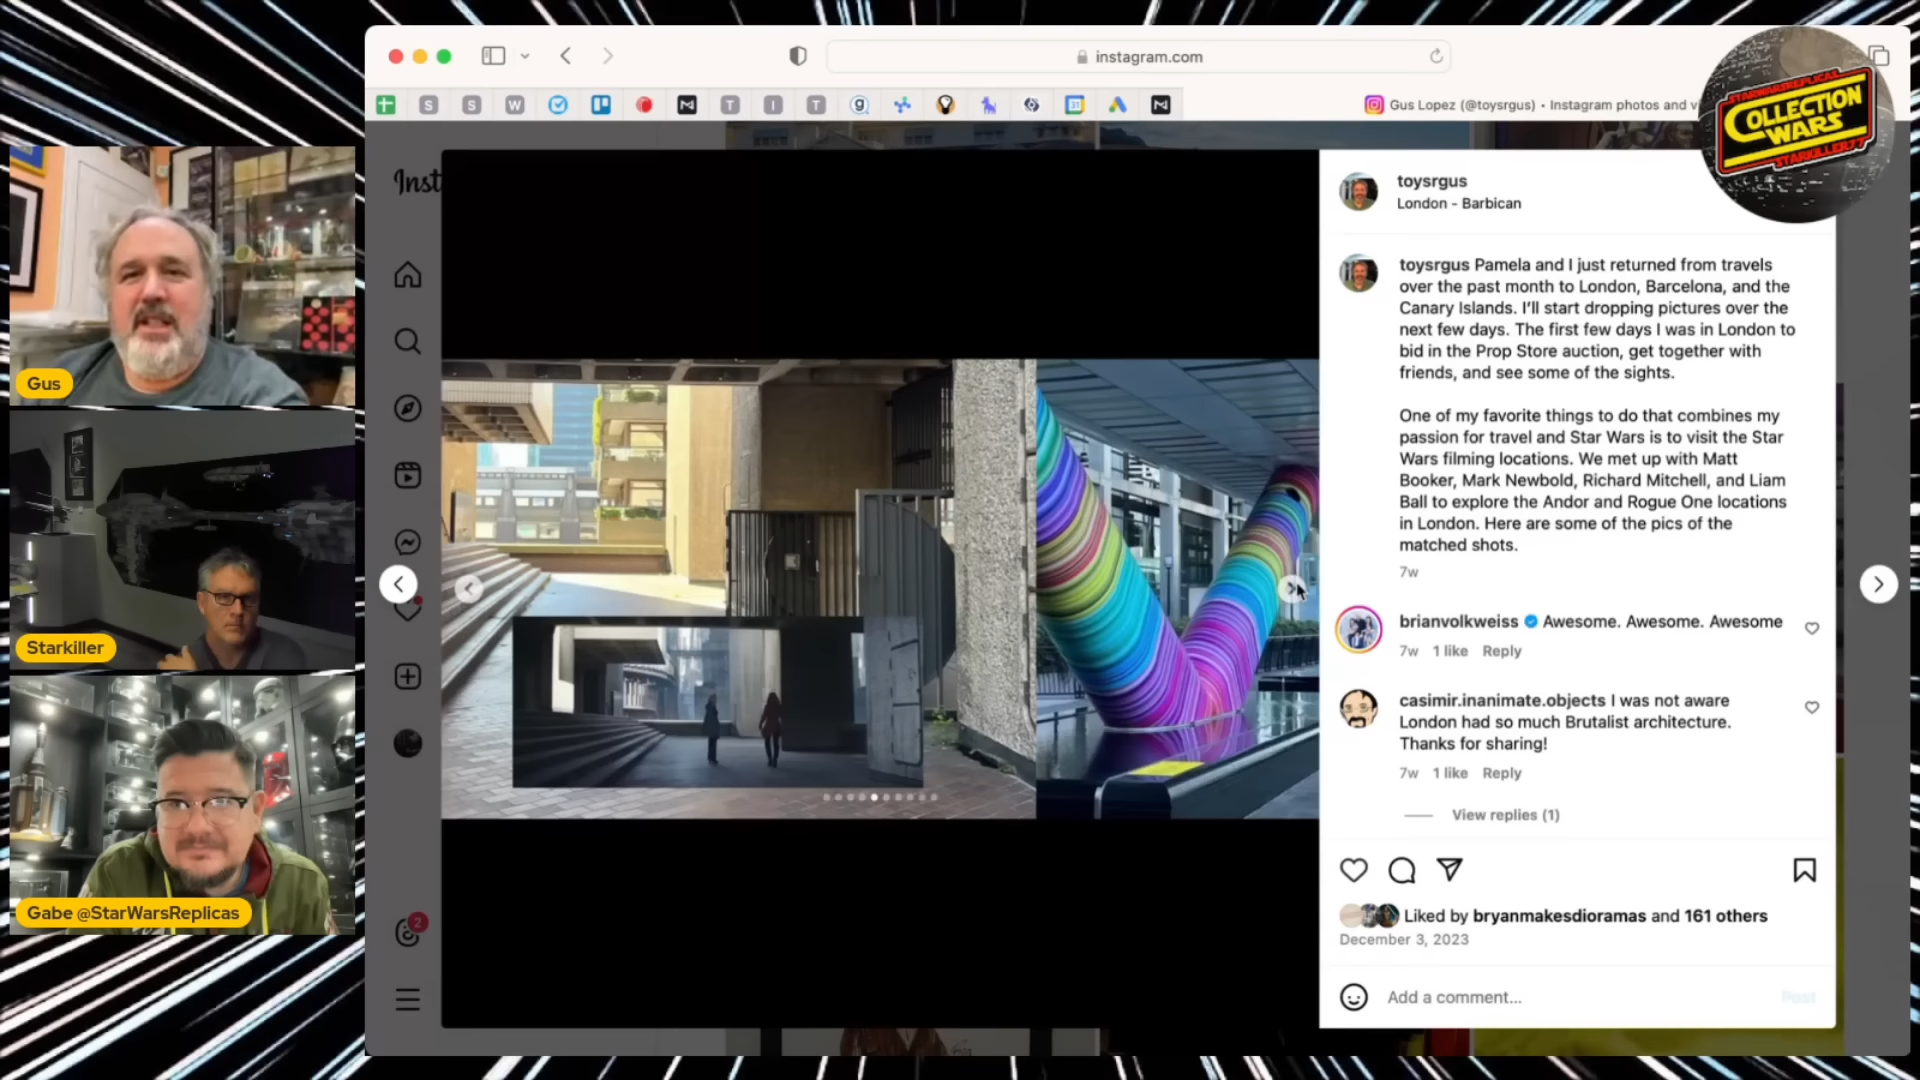 instagram.com
S
S
W
T
I
T
g
31
Gus Lopez (@toysrgus) • Instagram photos and v
STARWARSREPLICAS
COLLECTION
WARS
STARKILLER77
Inst
toysrgus
London - Barbican
toysrgus Pamela and I just returned from travels
over the past month to London, Barcelona, and the
Canary Islands. I'll start dropping pictures over the
next few days. The first few days I was in London to
bid in the Prop Store auction, get together with
friends, and see some of the sights.
One of my favorite things to do that combines my
passion for travel and Star Wars is to visit the Star
Wars filming locations. We met up with Matt
Booker, Mark Newbold, Richard Mitchell, and Liam
Ball to explore the Andor and Rogue One locations
in London. Here are some of the pics of the
matched shots.
7w
brianvolkweiss Awesome. Awesome. Awesome
7w 1 like Reply
casimir.inanimate.objects I was not aware
London had so much Brutalist architecture.
Thanks for sharing!
7w 1 like Reply
View replies (1)
Liked by bryanmakesdioramas and 161 others
December 3, 2023
Add a comment...
Post
2
Gus
Starkiller
Gabe @StarWarsReplicas